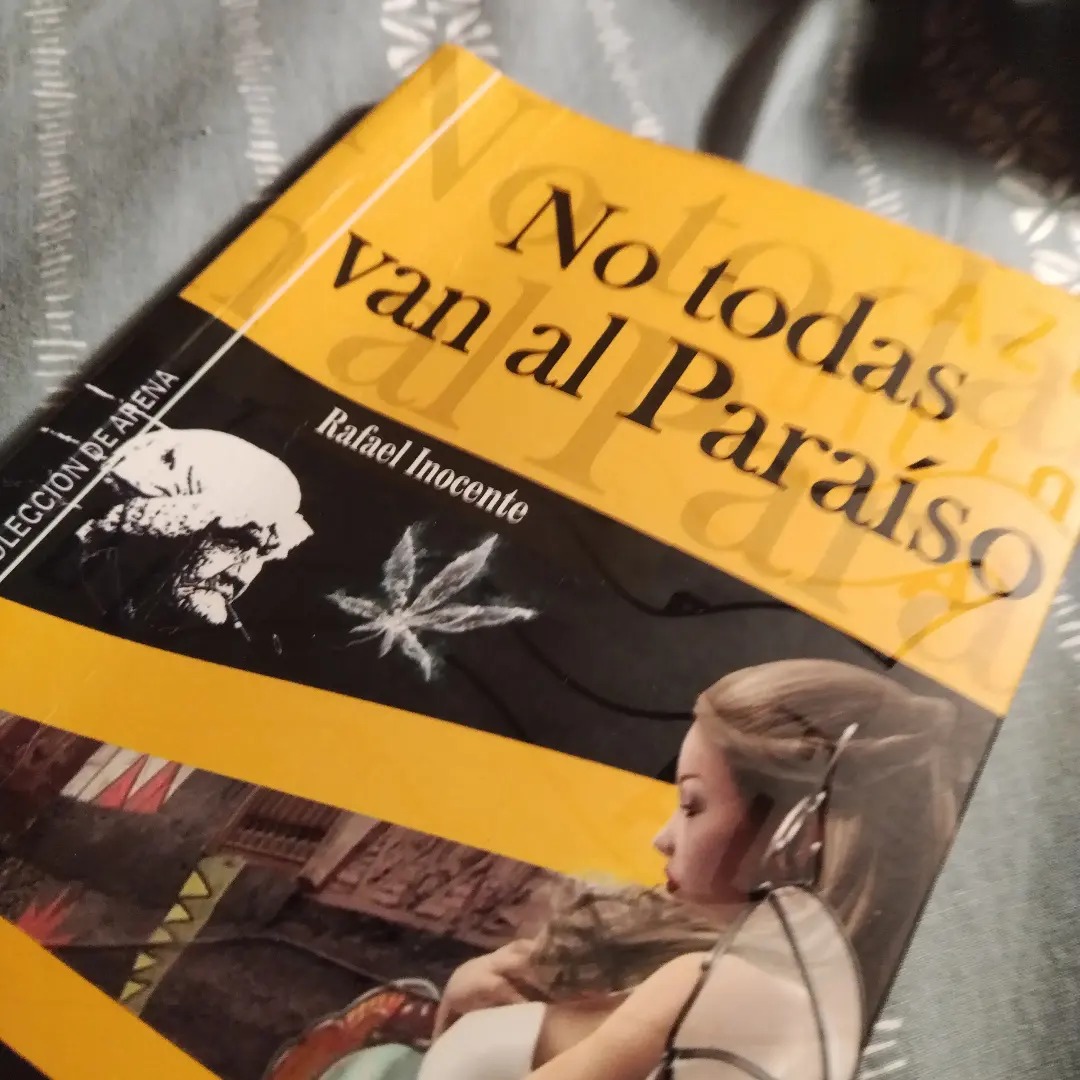 No todas
van al Paraíso
Rafael Inocente
OLECCIÓN DE ARENA